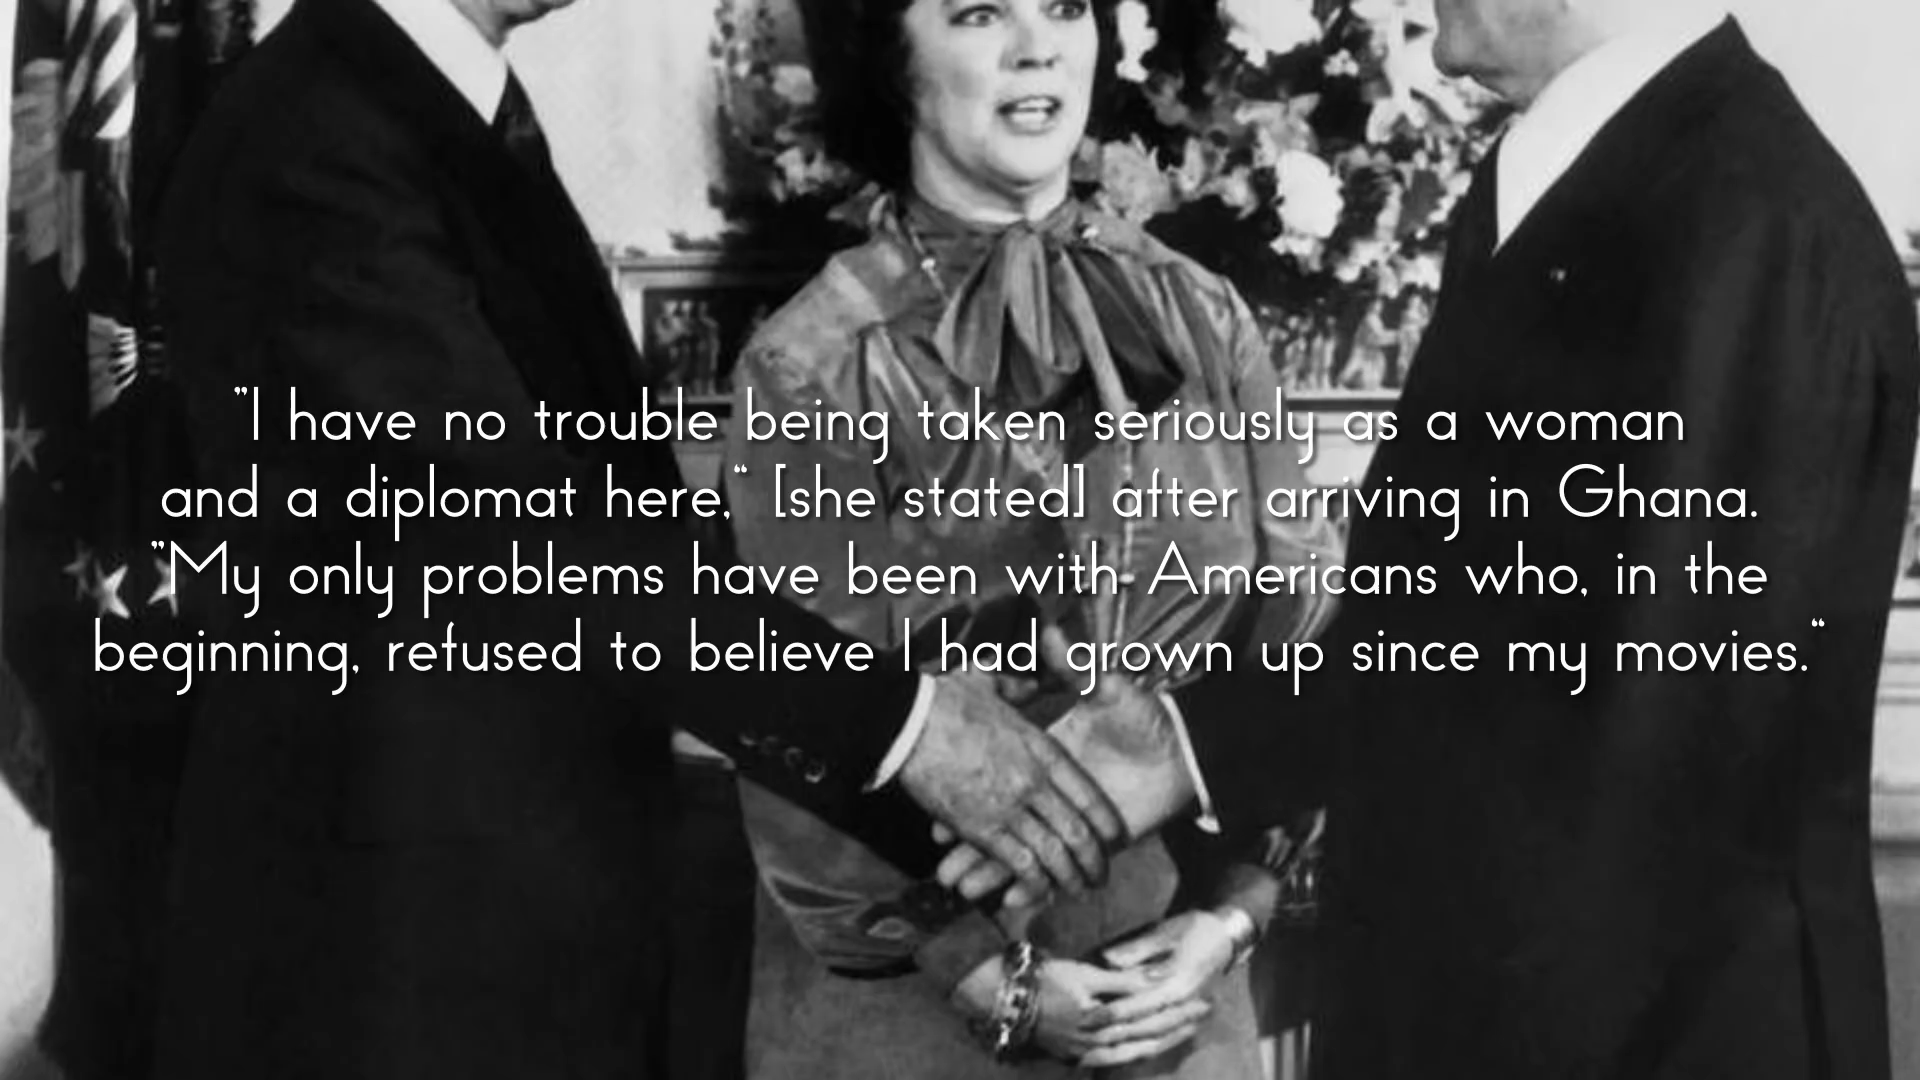 "I have no trouble being taken seriously as a woman
and a diplomat here," [she stated] after arriving in Ghana.
"My only problems have been with Americans who, in the
beginning, refused to believe I had grown up since my movies."